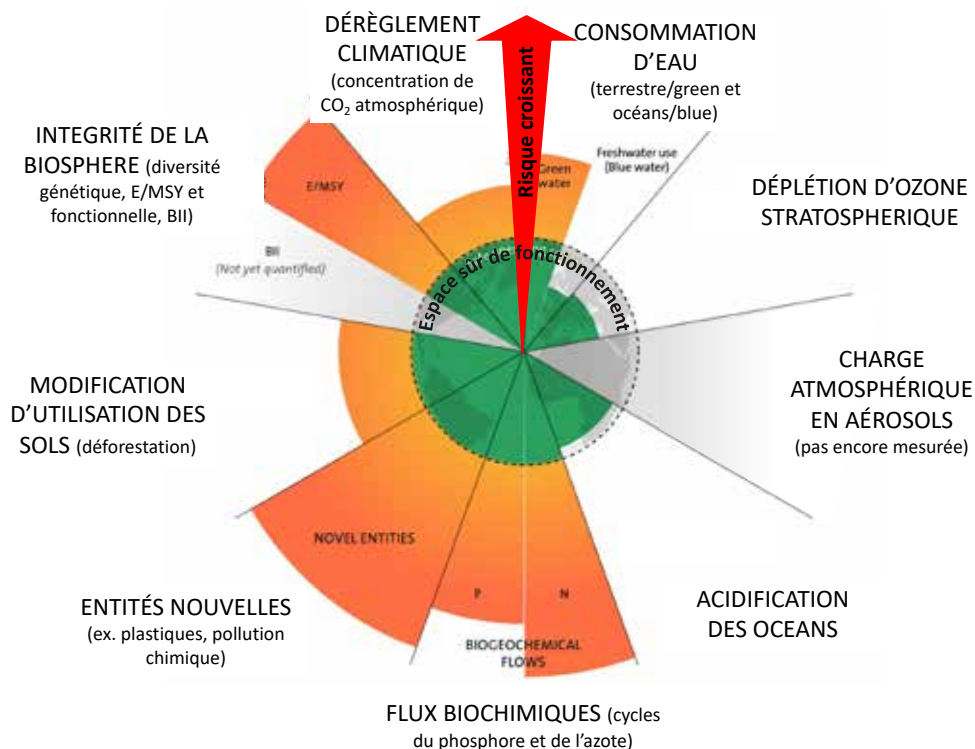 DÉRÈGLEMENT
CLIMATIQUE
(concentration de
CO₂ atmosphérique)
Risque croissant
CONSOMMATION
D'EAU
(terrestre/green et
océans/blue)
INTEGRITÉ DE LA
BIOSPHERE (diversité
génétique, E/MSY et
fonctionnelle, BII)
E/MSY
Green
water
Freshwater use
(Blue water)
DÉPLÉTION D'OZONE
STRATOSPHERIQUE
BII
(Not yet quantified)
Espace sûr de fonctionnement
MODIFICATION
D'UTILISATION DES
SOLS (déforestation)
CHARGE
ATMOSPHÉRIQUE
EN AÉROSOLS
(pas encore mesurée)
NOVEL ENTITIES
P
N
BIOGEOCHEMICAL
FLOWS
ENTITÉS NOUVELLES
(ex. plastiques, pollution
chimique)
ACIDIFICATION
DES OCEANS
FLUX BIOCHIMIQUES (cycles
du phosphore et de l'azote)